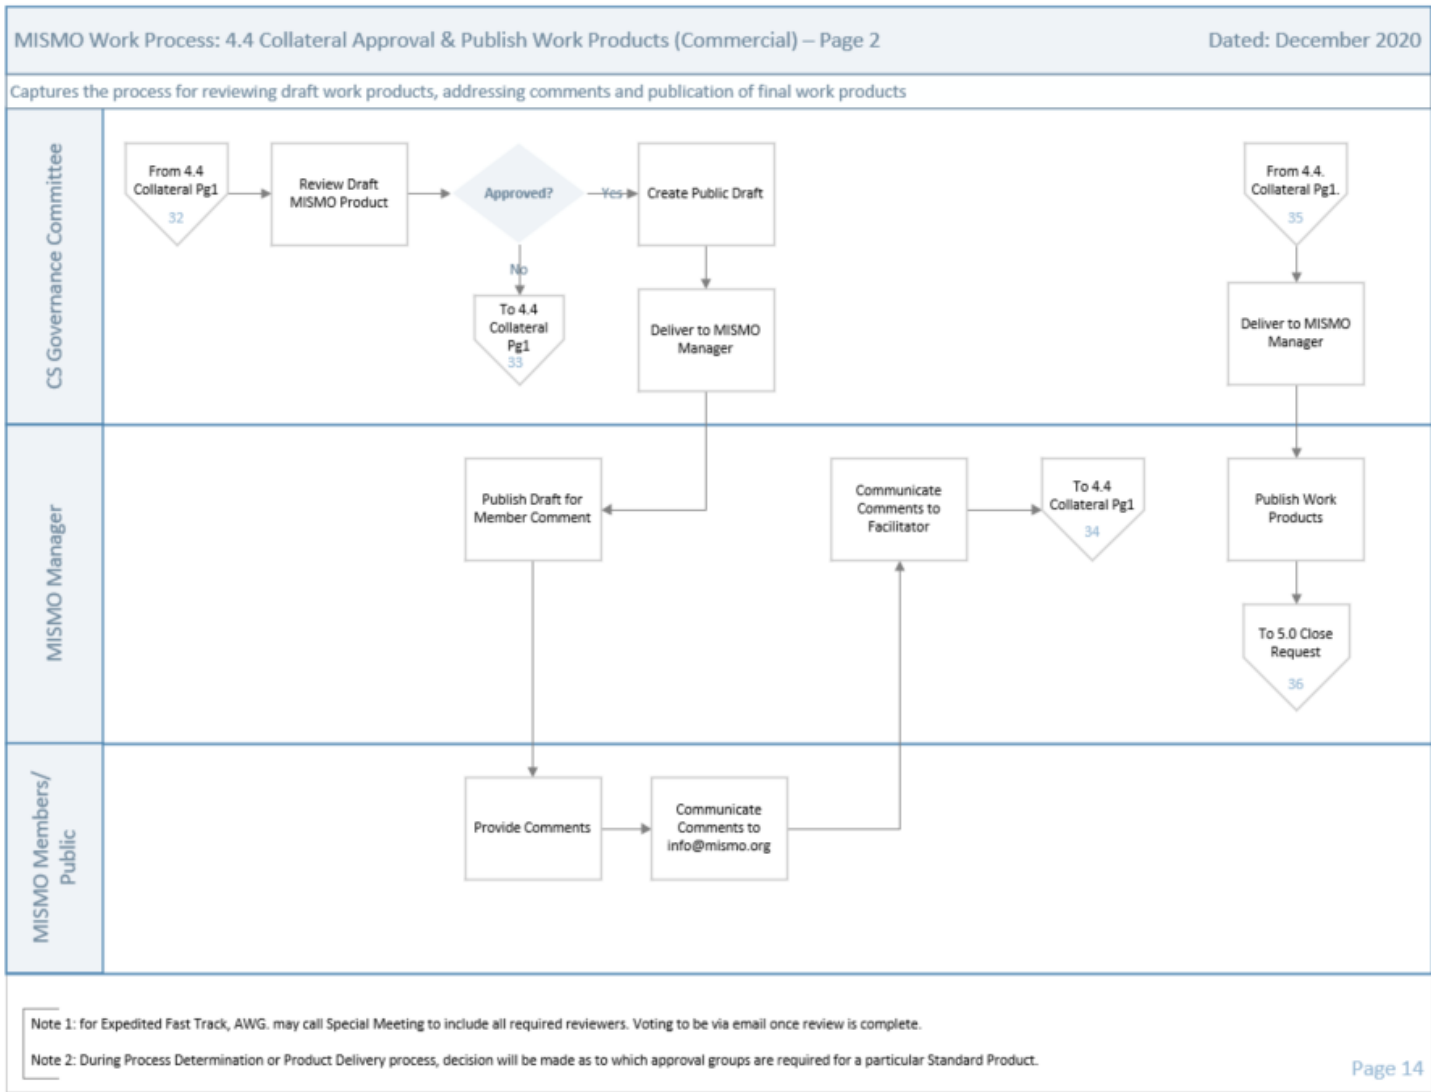 MISMO Work Process: 4.4 Collateral Approval & Publish Work Products (Commercial) – Page 2
Dated: December 2020
Captures the process for reviewing draft work products, addressing comments and publication of final work products
CS Governance Committee
From 4.4
Collateral Pg1
32
Review Draft
MISMO Product
Approved?
Yes
Create Public Draft
No
To 4.4
Collateral
Pg1
33
Deliver to MISMO
Manager
From 4.4.
Collateral Pg1.
35
Deliver to MISMO
Manager
MISMO Manager
Publish Draft for
Member Comment
Communicate
Comments to
Facilitator
To 4.4
Collateral Pg1
34
Publish Work
Products
To 5.0 Close
Request
36
MISMO Members/
Public
Provide Comments
Communicate
Comments to
info@mismo.org
Note 1: for Expedited Fast Track, AWG. may call Special Meeting to include all required reviewers. Voting to be via email once review is complete.
Note 2: During Process Determination or Product Delivery process, decision will be made as to which approval groups are required for a particular Standard Product.
Page 14